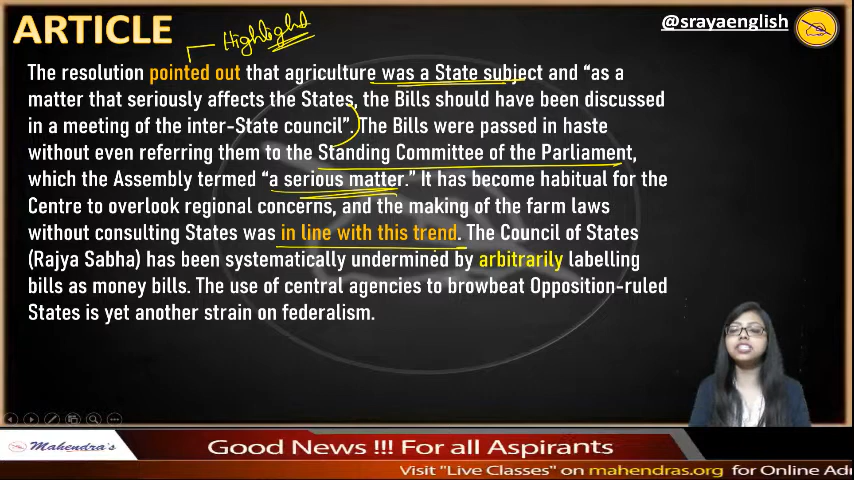 ARTICLE
Highlight
@srayaenglish
The resolution pointed out that agriculture was a State subject and “as a
matter that seriously affects the States, the Bills should have been discussed
in a meeting of the inter-State council”. The Bills were passed in haste
without even referring them to the Standing Committee of the Parliament,
which the Assembly termed “a serious matter.” It has become habitual for the
Centre to overlook regional concerns, and the making of the farm laws
without consulting States was in line with this trend. The Council of States
(Rajya Sabha) has been systematically undermined by arbitrarily labelling
bills as money bills. The use of central agencies to browbeat Opposition-ruled
States is yet another strain on federalism.
Mahendra's
Good News !!! For all Aspirants
Visit "Live Classes" on mahendras.org for Online Ad